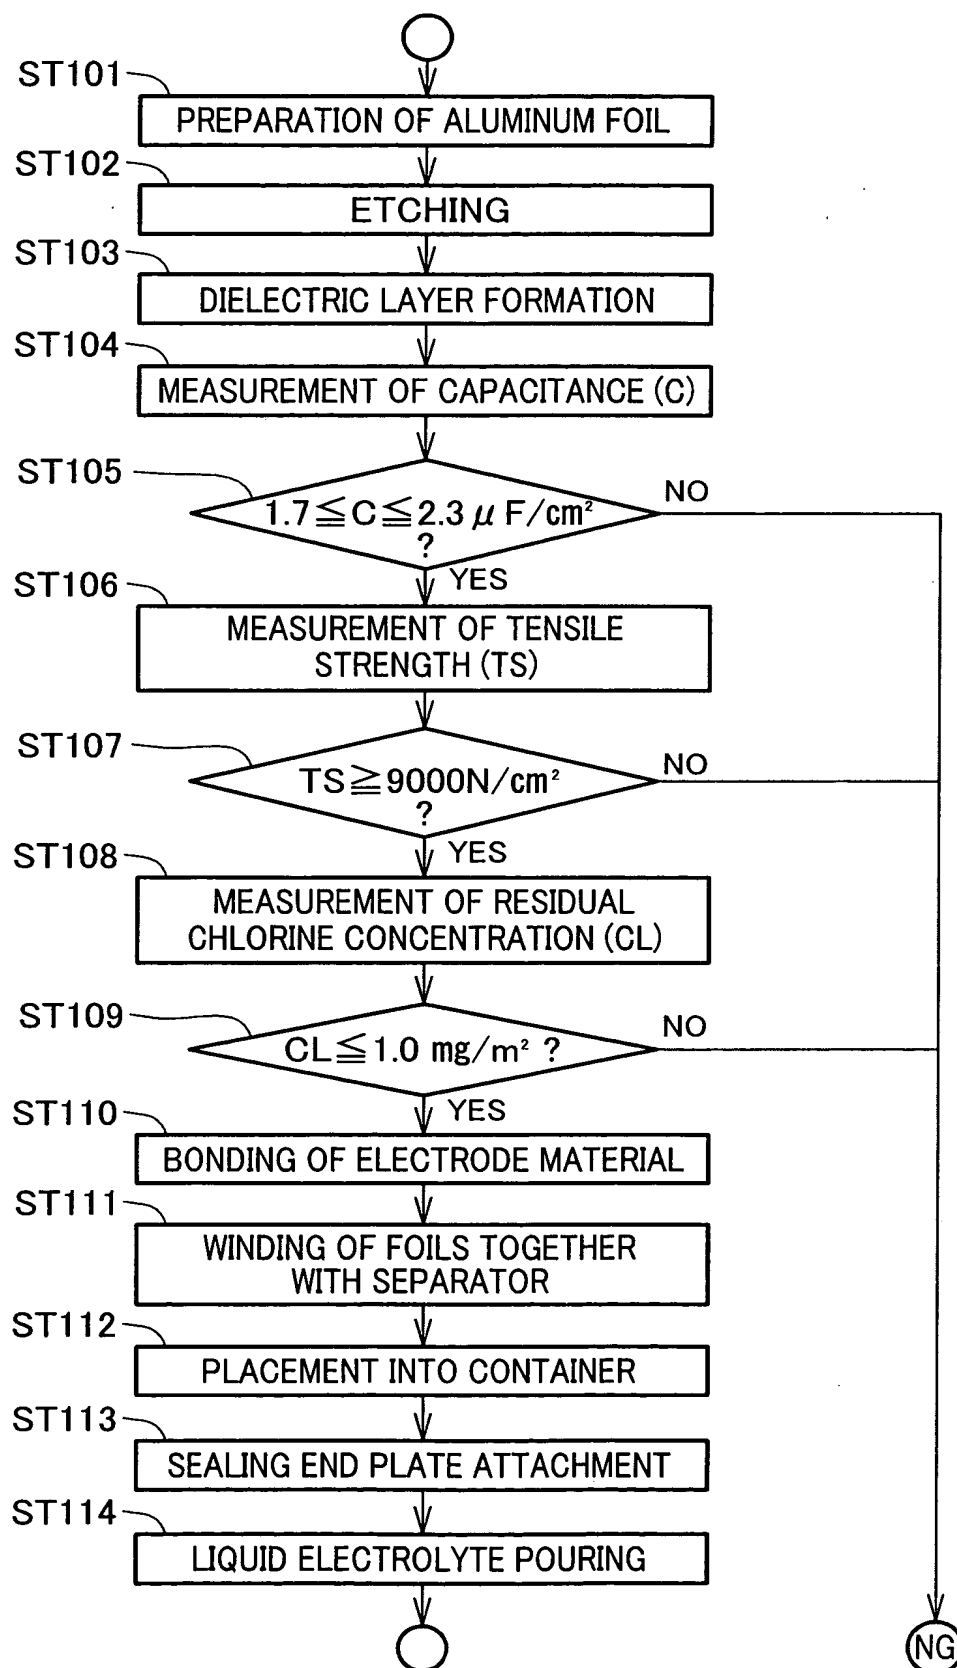 ST101
PREPARATION OF ALUMINUM FOIL
ST102
ETCHING
ST103
DIELECTRIC LAYER FORMATION
ST104
MEASUREMENT OF CAPACITANCE (C)
ST105
1.7≦C≦2.3 μ F/cm²
?
NO
YES
ST106
MEASUREMENT OF TENSILE
STRENGTH (TS)
ST107
TS≧9000N/cm²
?
NO
YES
ST108
MEASUREMENT OF RESIDUAL
CHLORINE CONCENTRATION (CL)
ST109
CL≦1.0 mg/m² ?
NO
YES
ST110
BONDING OF ELECTRODE MATERIAL
ST111
WINDING OF FOILS TOGETHER
WITH SEPARATOR
ST112
PLACEMENT INTO CONTAINER
ST113
SEALING END PLATE ATTACHMENT
ST114
LIQUID ELECTROLYTE POURING
NG